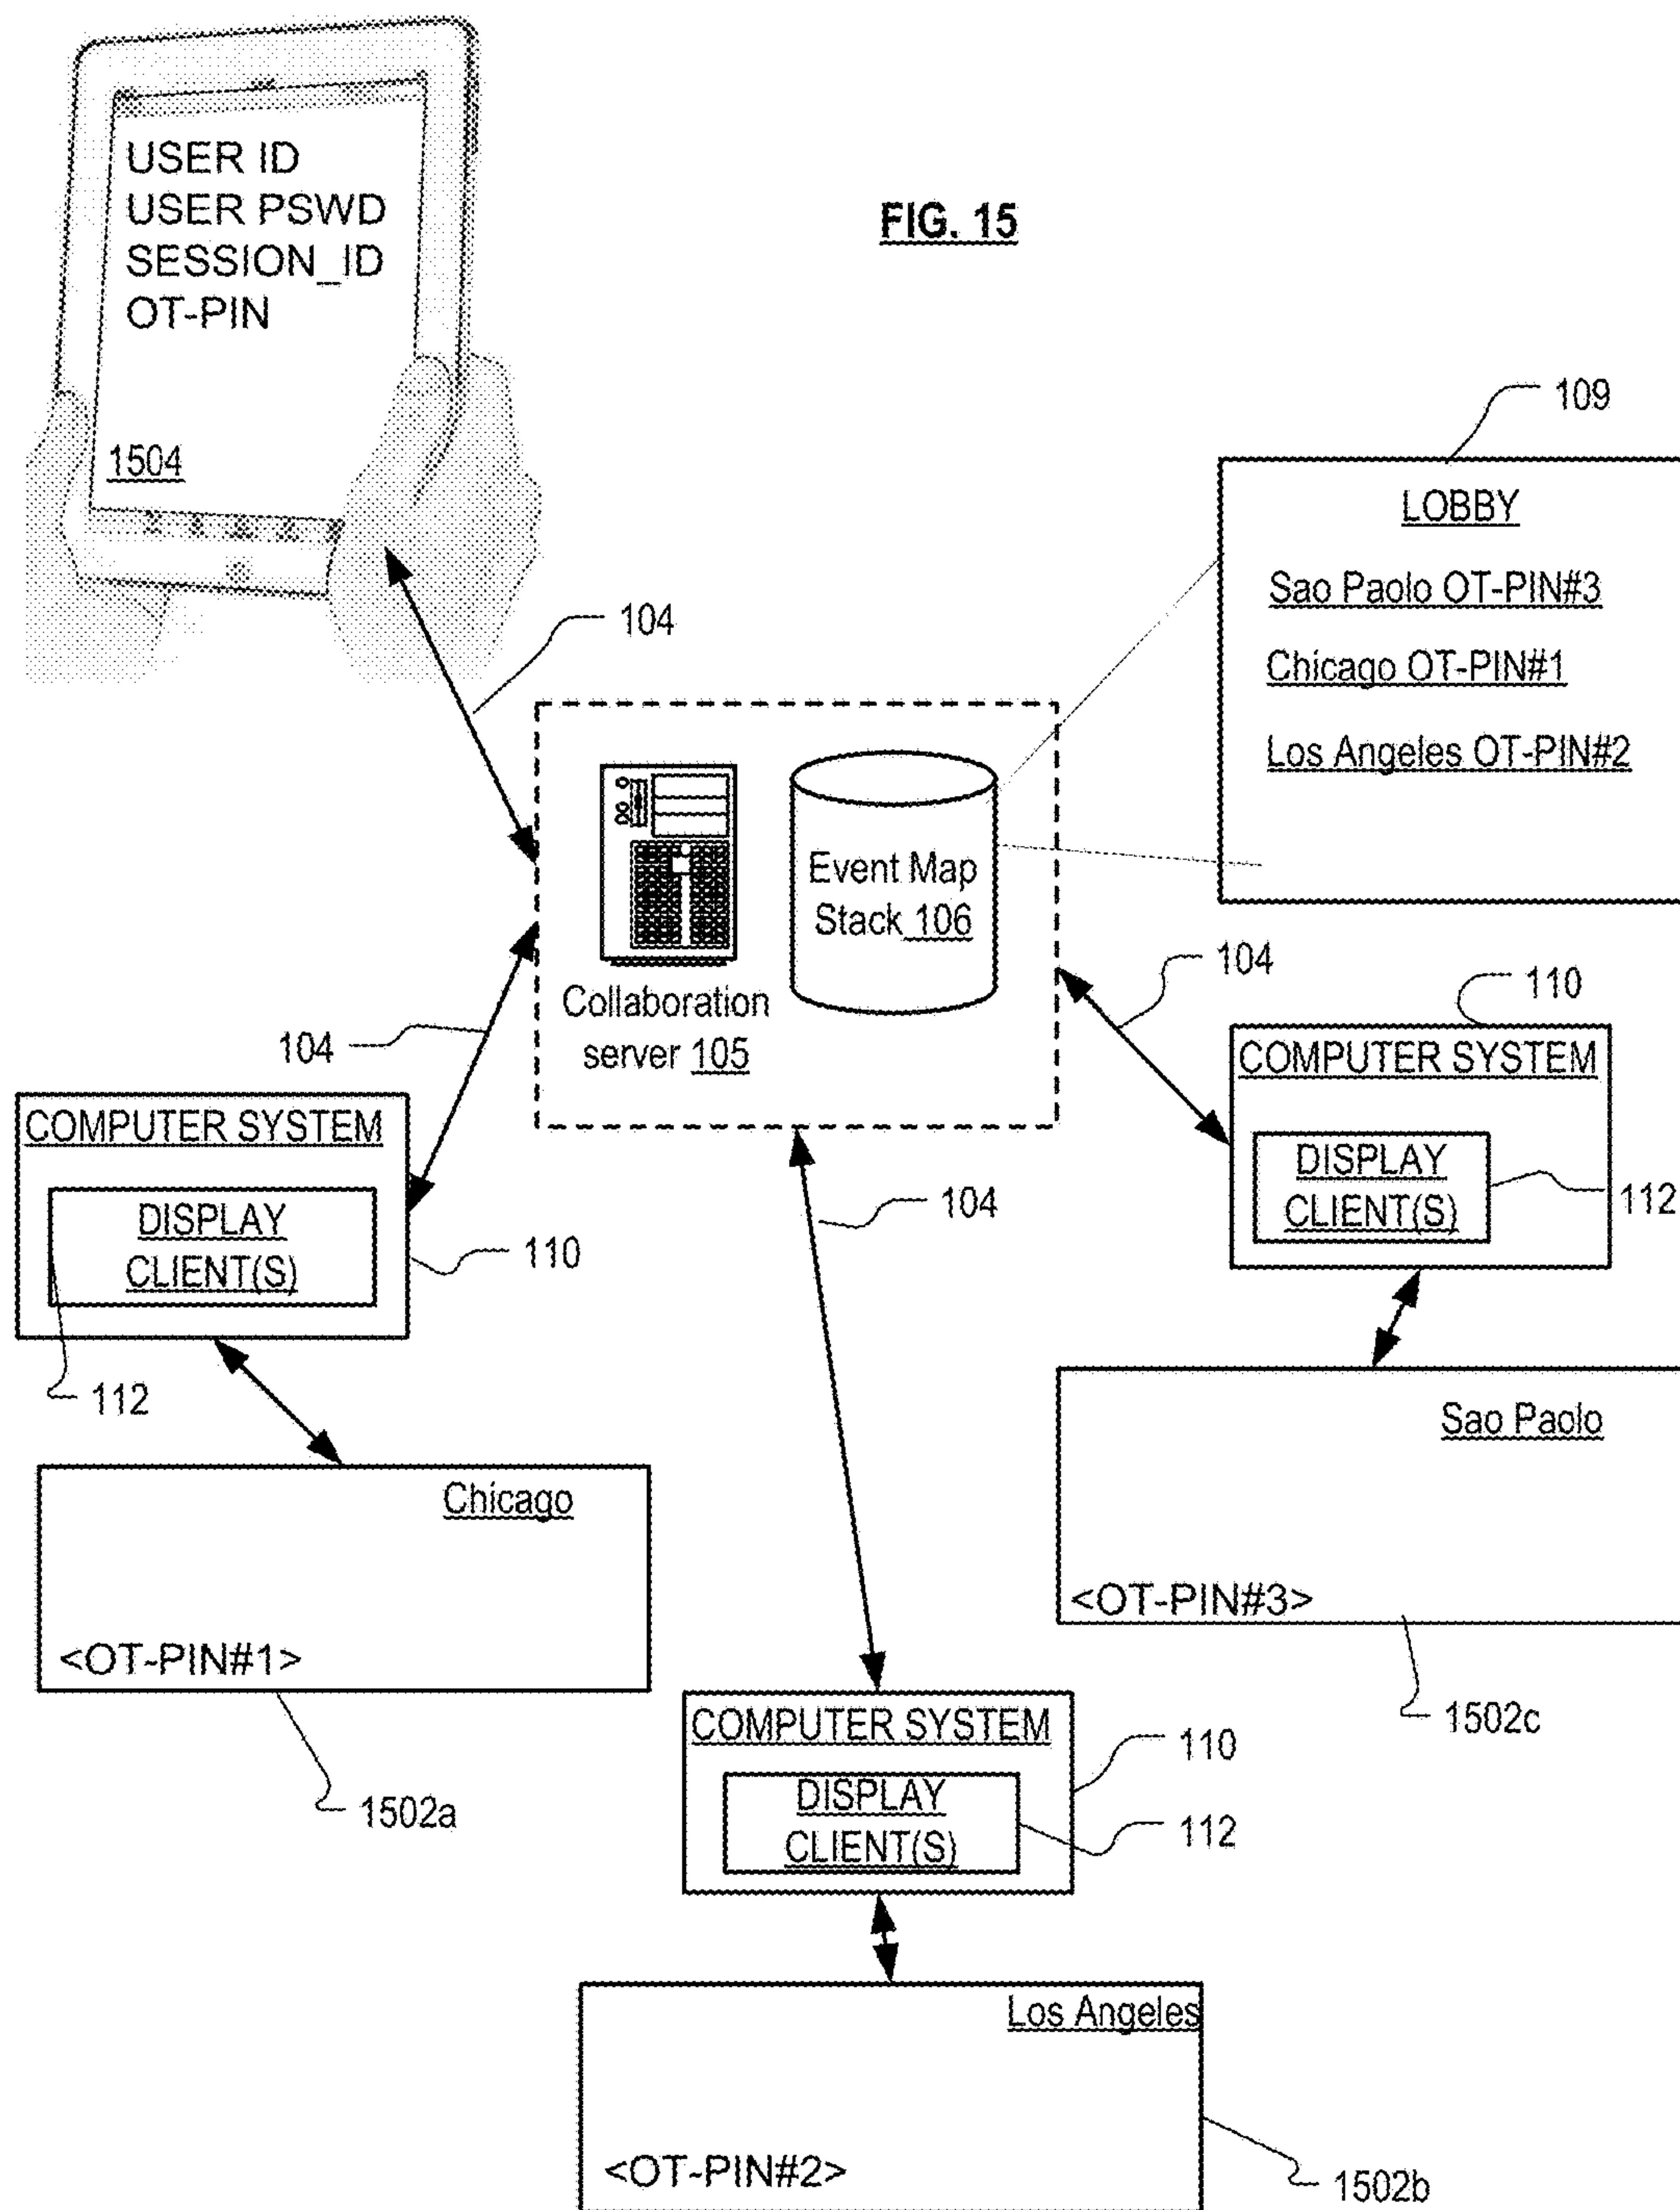 USER ID
USER PSWD
SESSION_ID
OT-PIN
1504
FIG. 15
109
LOBBY
Sao Paolo OT-PIN#3
Chicago OT-PIN#1
Los Angeles OT-PIN#2
104
Event Map
Stack 106
Collaboration
server 105
104
104
110
COMPUTER SYSTEM
DISPLAY
CLIENT(S)
112
COMPUTER SYSTEM
DISPLAY
CLIENT(S)
110
112
104
Chicago
<OT-PIN#1>
1502a
Sao Paolo
<OT-PIN#3>
1502c
COMPUTER SYSTEM
DISPLAY
CLIENT(S)
110
112
Los Angeles
<OT-PIN#2>
1502b